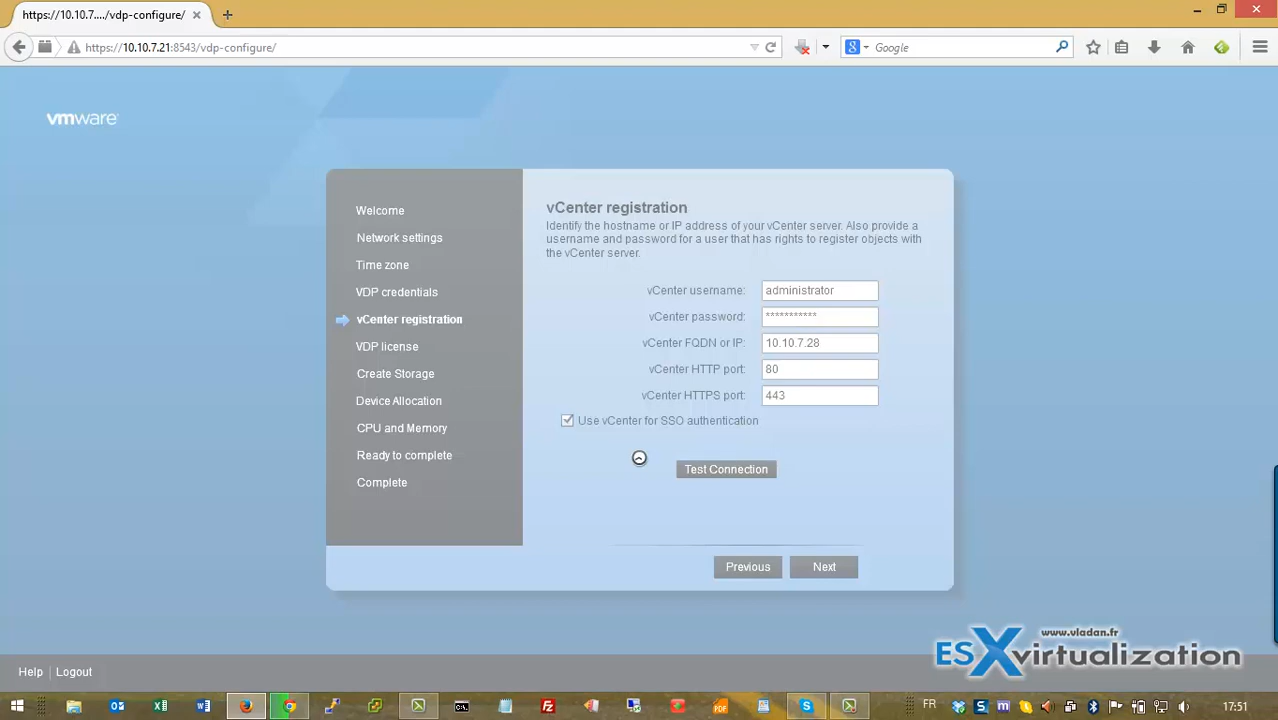 https://10.10.7..../vdp-configure/
https://10.10.7.21:8543/vdp-configure/
Google
vmware
Welcome
Network settings
Time zone
VDP credentials
vCenter registration
VDP license
Create Storage
Device Allocation
CPU and Memory
Ready to complete
Complete
vCenter registration
Identify the hostname or IP address of your vCenter server. Also provide a
username and password for a user that has rights to register objects with
the vCenter server.
vCenter username: administrator
vCenter password: ***********
vCenter FQDN or IP: 10.10.7.28
vCenter HTTP port: 80
vCenter HTTPS port: 443
Use vCenter for SSO authentication
Test Connection
Previous Next
www.vladan.fr
ESXvirtualization
Help Logout
FR 17:51